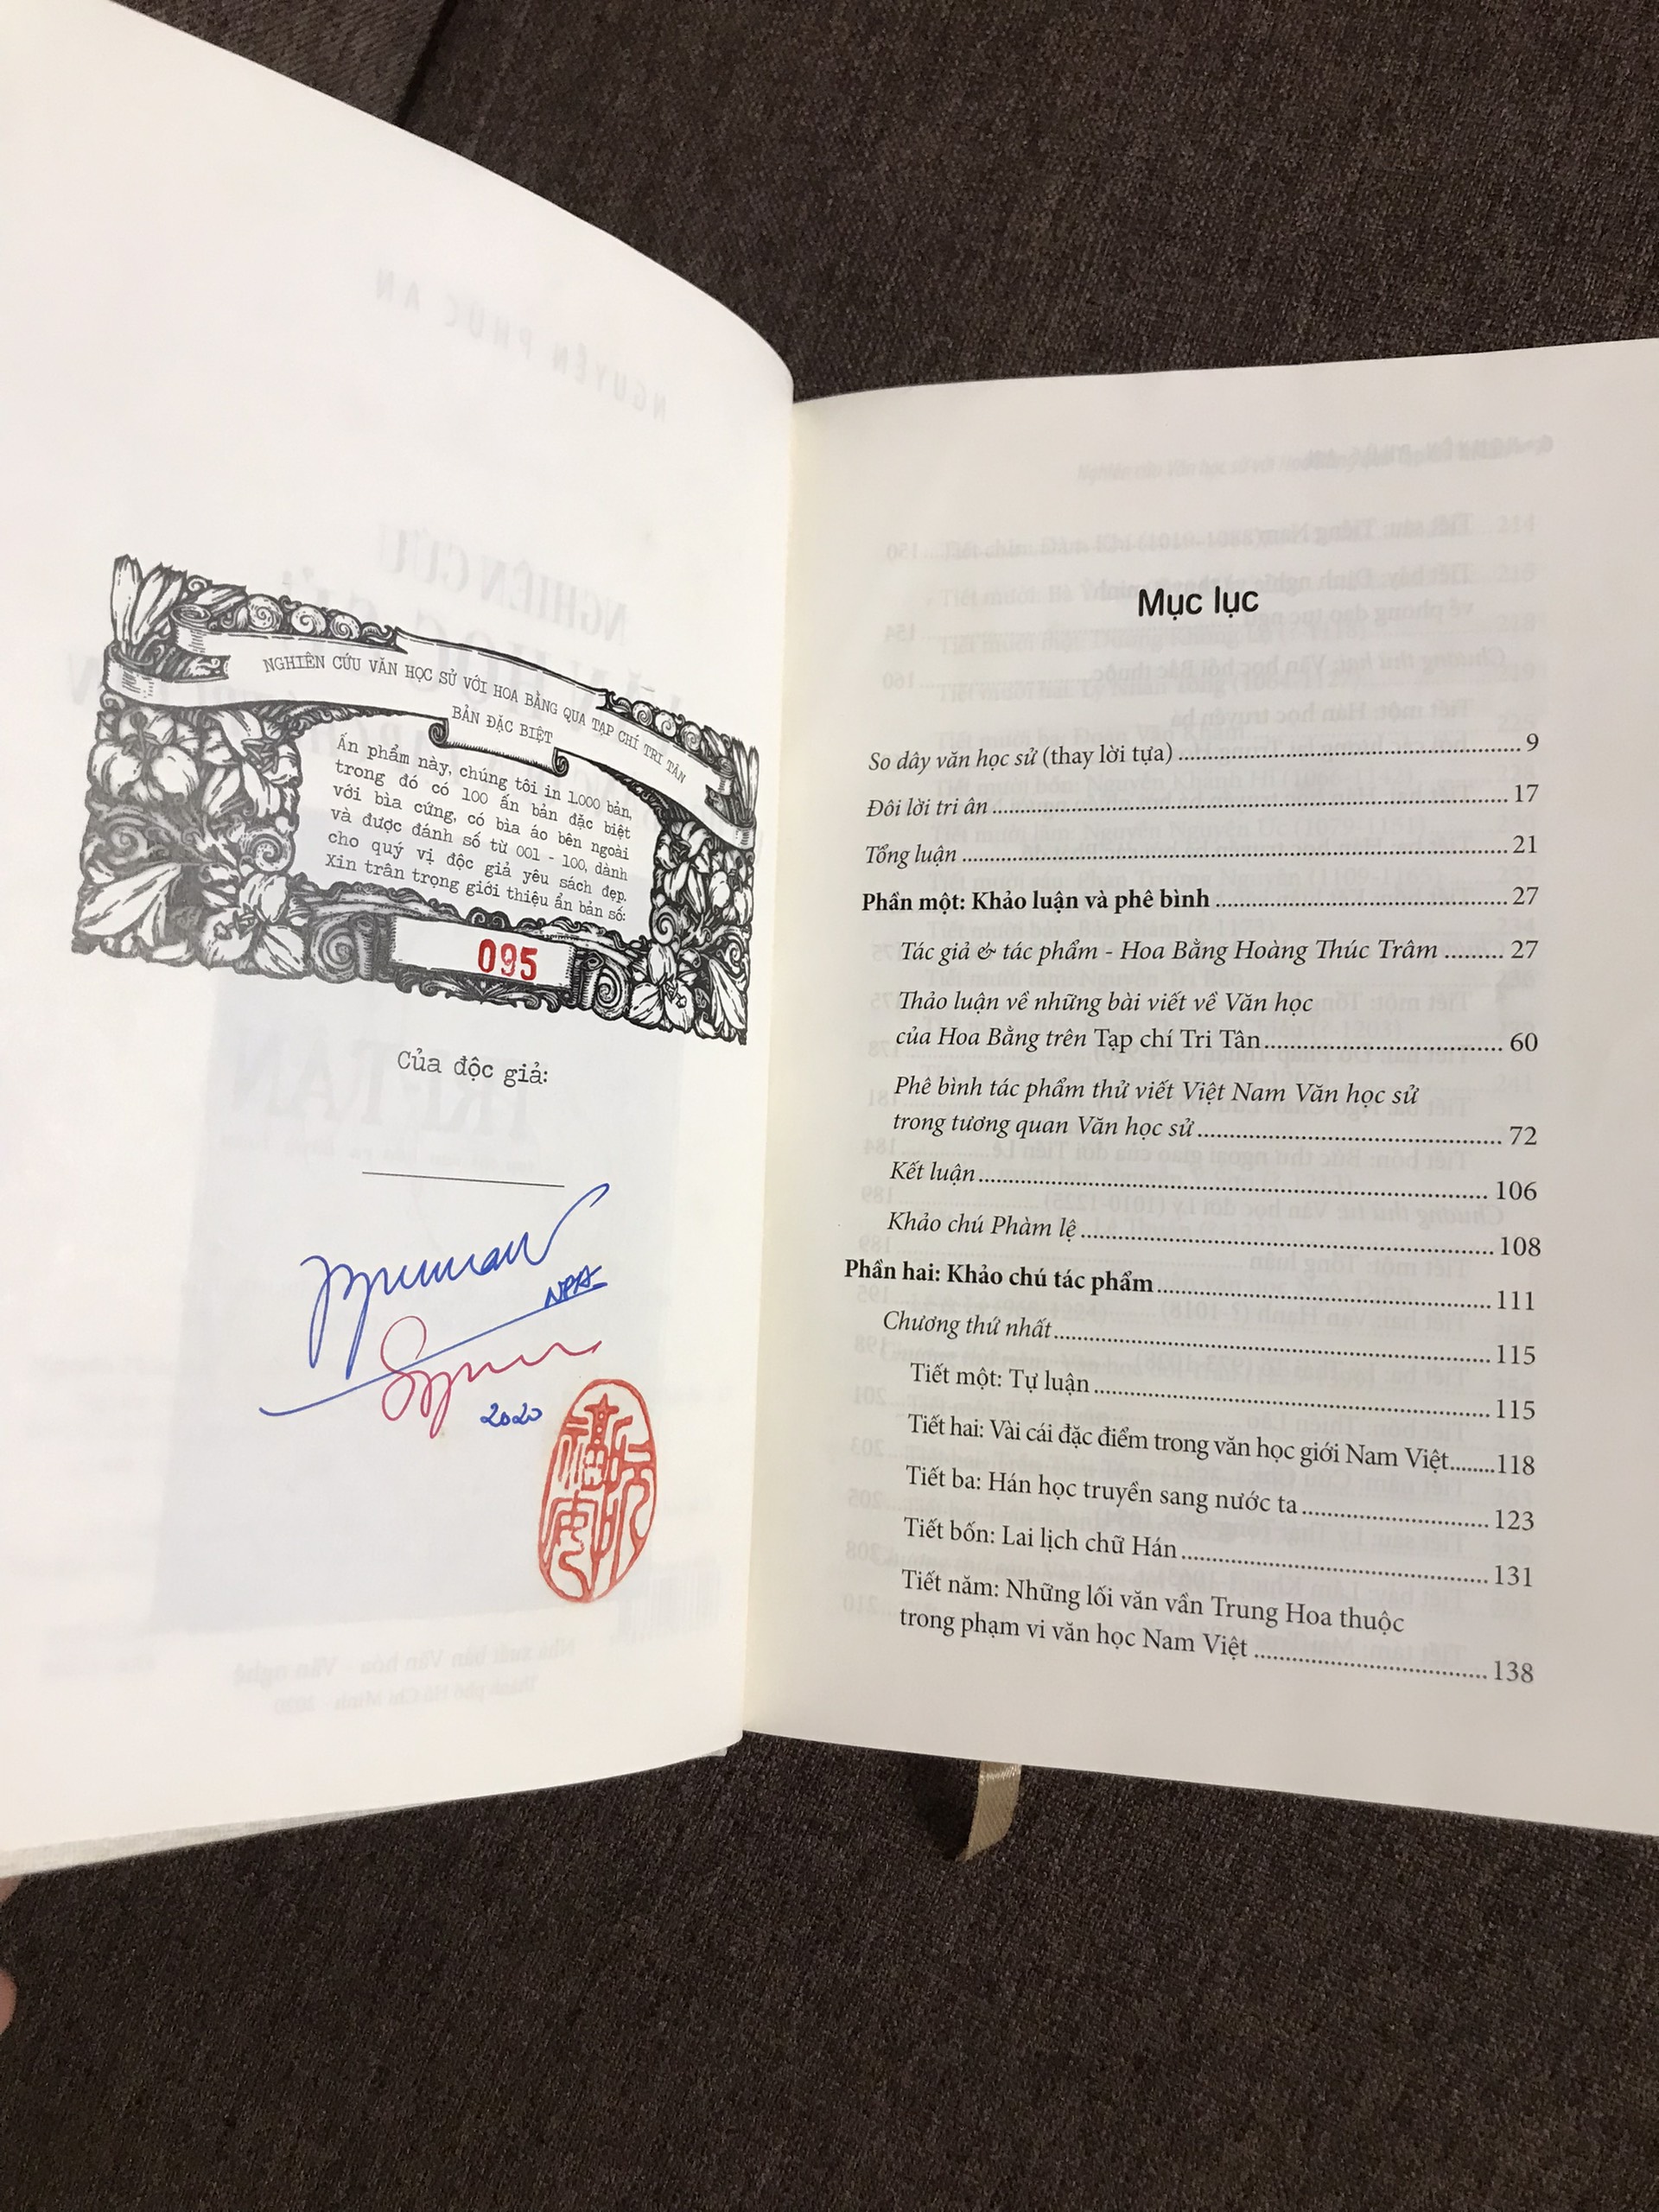 NGHIÊN CỨU VĂN HỌC SỬ VỚI HOA BẰNG QUA TẠP CHÍ TRI TÂN
BẢN ĐẶC BIỆT
Ấn phẩm này, chúng tôi in 1.000 bản,
trong đó có 100 ấn bản đặc biệt
với bìa cứng, có bìa áo bên ngoài
và được đánh số từ 001 - 100, dành
cho quý vị độc giả yêu sách đẹp.
Xin trân trọng giới thiệu ấn bản số:
095
Của độc giả:
NPA
2020
Mục lục
So dây văn học sử (thay lời tựa) ........ 9
Đôi lời tri ân ........ 17
Tổng luận ........ 21
Phần một: Khảo luận và phê bình ........ 27
Tác giả & tác phẩm - Hoa Bằng Hoàng Thúc Trâm ........ 27
Thảo luận về những bài viết về Văn học
của Hoa Bằng trên Tạp chí Tri Tân ........ 60
Phê bình tác phẩm thử viết Việt Nam Văn học sử
trong tương quan Văn học sử ........ 72
Kết luận ........ 106
Khảo chú Phàm lệ ........ 108
Phần hai: Khảo chú tác phẩm ........ 111
Chương thứ nhất ........ 115
Tiết một: Tự luận ........ 115
Tiết hai: Vài cái đặc điểm trong văn học giới Nam Việt ........ 118
Tiết ba: Hán học truyền sang nước ta ........ 123
Tiết bốn: Lai lịch chữ Hán ........ 131
Tiết năm: Những lối văn vần Trung Hoa thuộc
trong phạm vi văn học Nam Việt ........ 138